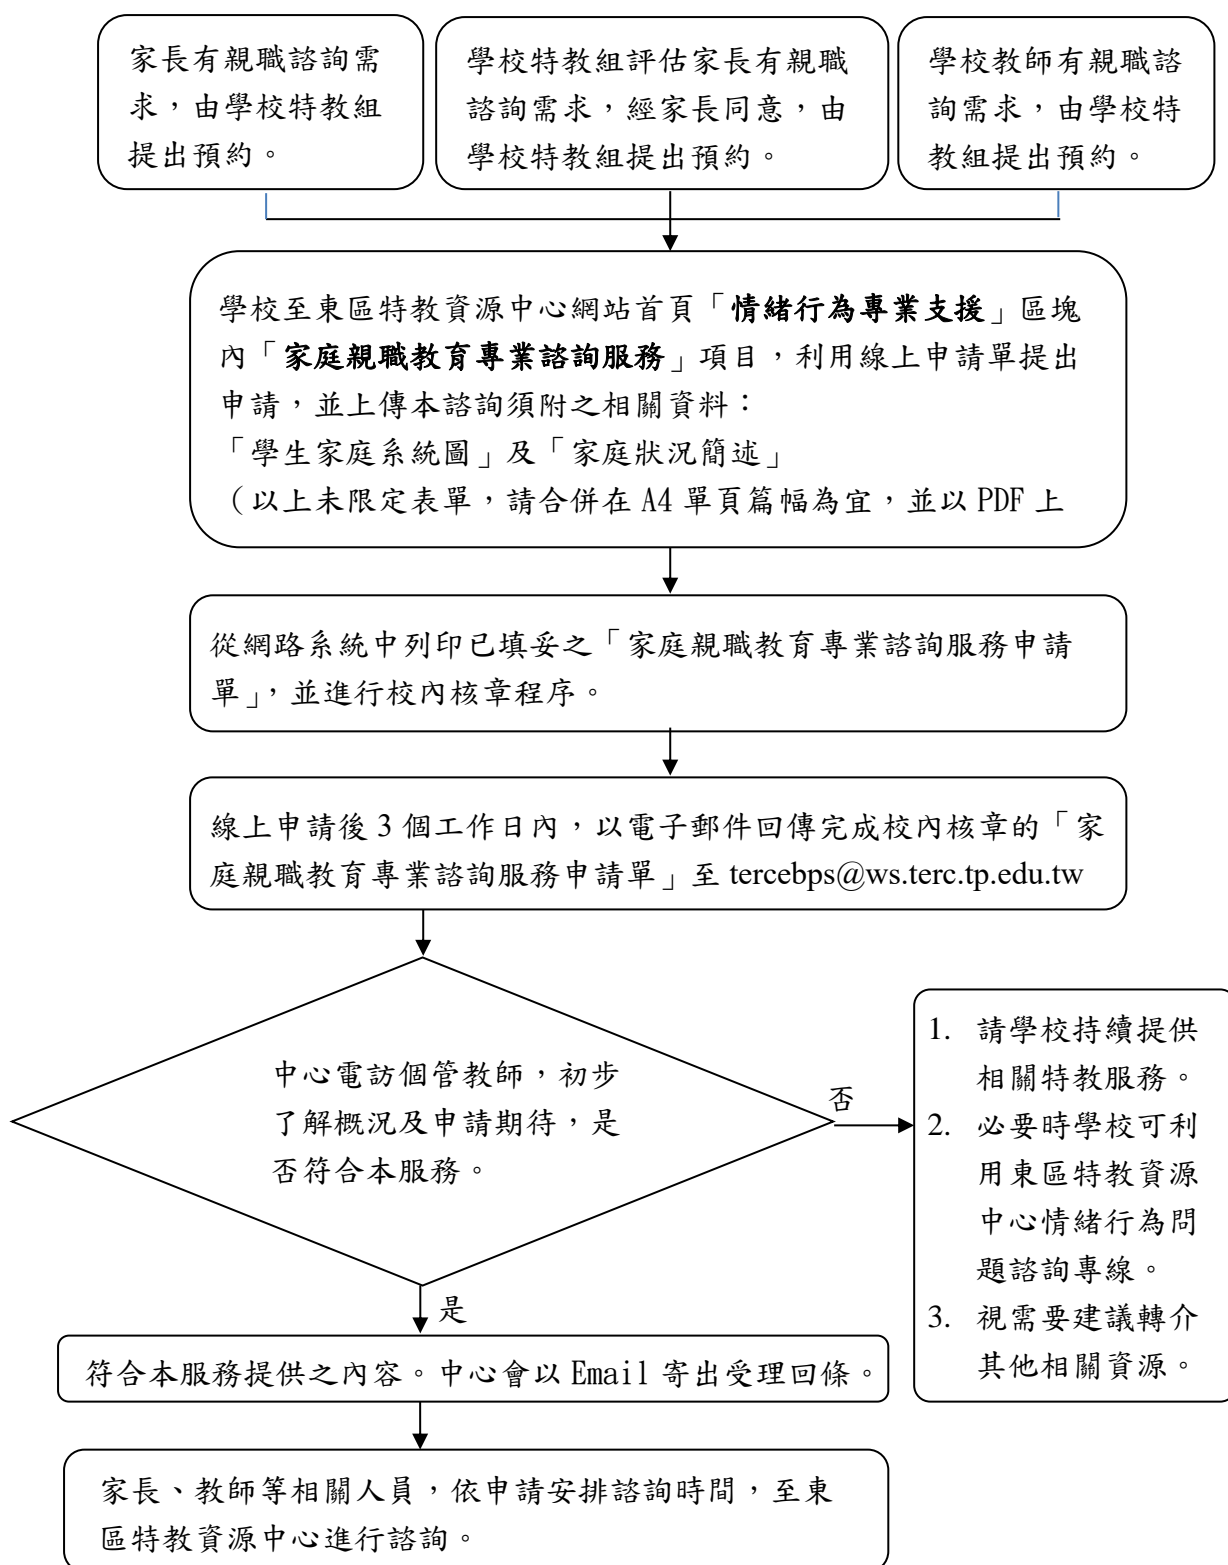 家長有親職諮詢需
求，由學校特教組
提出預約。
學校特教組評估家長有親職
諮詢需求，經家長同意，由
學校特教組提出預約。
學校教師有親職諮
詢需求，由學校特
教組提出預約。
學校至東區特教資源中心網站首頁「情緒行為專業支援」區塊
內「家庭親職教育專業諮詢服務」項目，利用線上申請單提出
申請，並上傳本諮詢須附之相關資料：
「學生家庭系統圖」及「家庭狀況簡述」
（以上未限定表單，請合併在 A4 單頁篇幅為宜，並以 PDF 上
從網路系統中列印已填妥之「家庭親職教育專業諮詢服務申請
單」，並進行校內核章程序。
線上申請後 3 個工作日內，以電子郵件回傳完成校內核章的「家
庭親職教育專業諮詢服務申請單」至 tercebps@ws.terc.tp.edu.tw
中心電訪個管教師，初步
了解概況及申請期待，是
否符合本服務。
否
1. 請學校持續提供
相關特教服務。
2. 必要時學校可利
用東區特教資源
中心情緒行為問
題諮詢專線。
3. 視需要建議轉介
其他相關資源。
是
符合本服務提供之內容。中心會以 Email 寄出受理回條。
家長、教師等相關人員，依申請安排諮詢時間，至東
區特教資源中心進行諮詢。